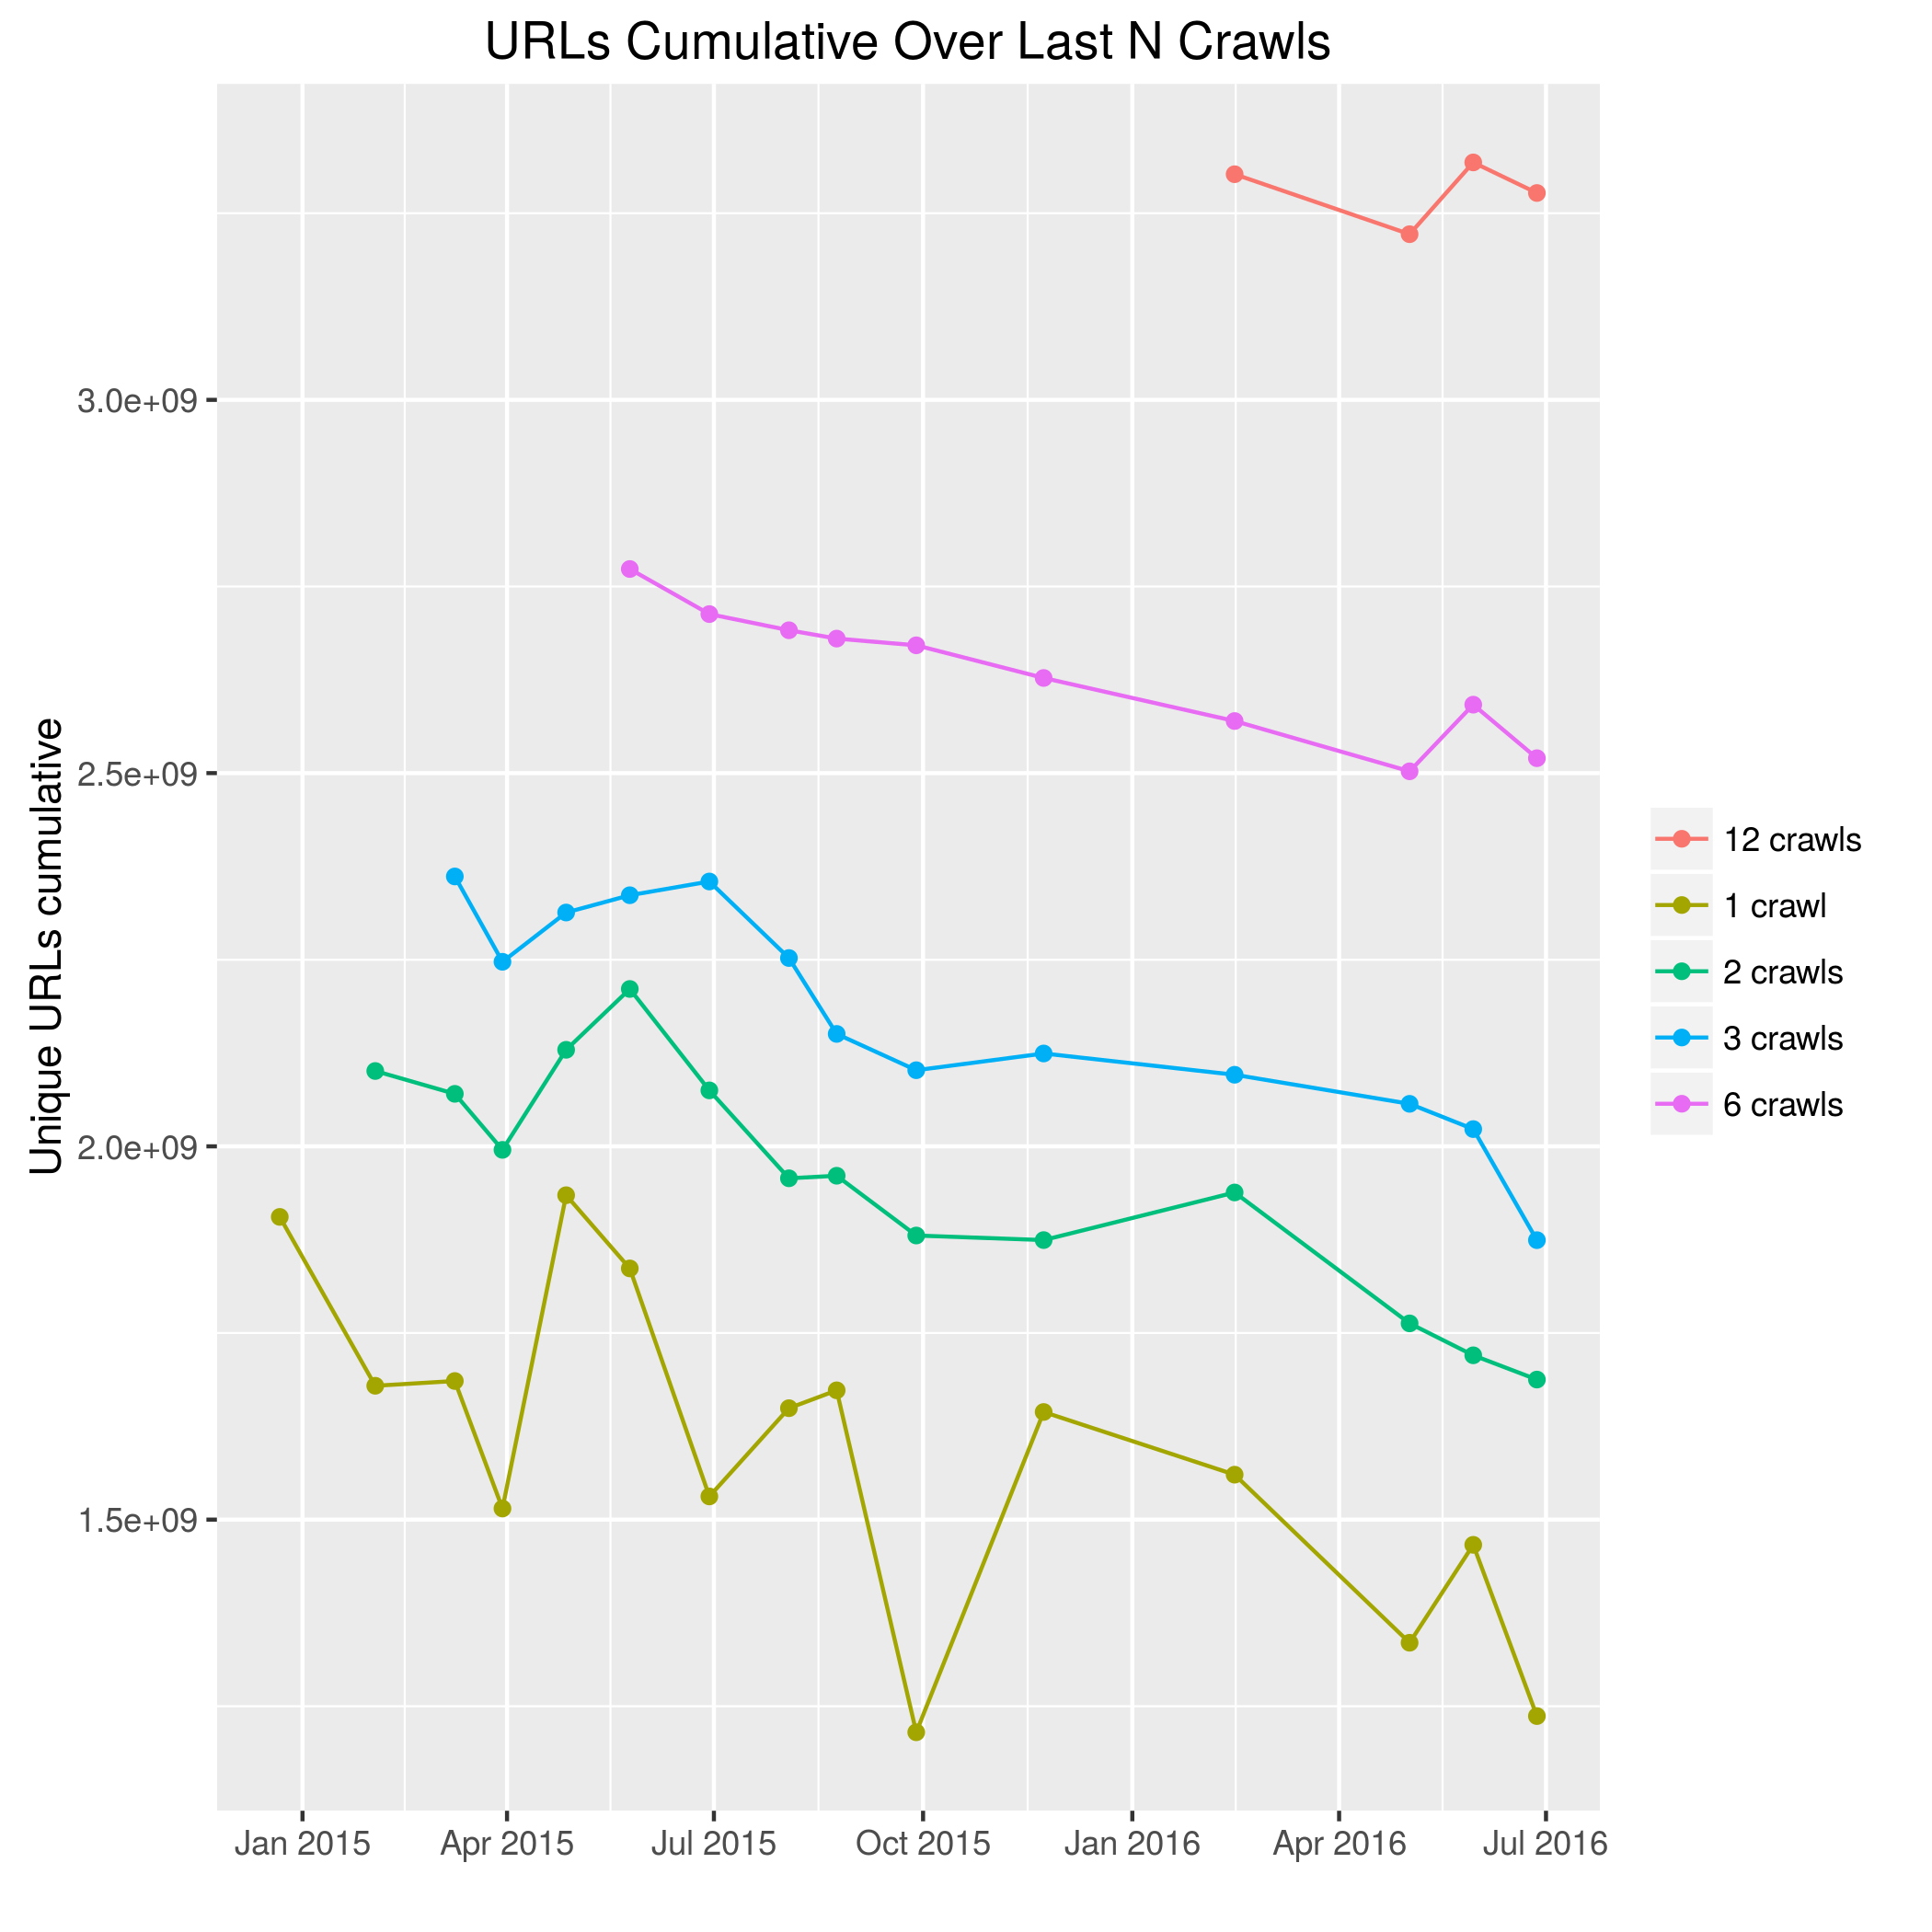 URLs Cumulative Over Last N Crawls
Unique URLs cumulative
3.0e+09
2.5e+09
2.0e+09
1.5e+09
Jan 2015
Apr 2015
Jul 2015
Oct 2015
Jan 2016
Apr 2016
Jul 2016
12 crawls
1 crawl
2 crawls
3 crawls
6 crawls